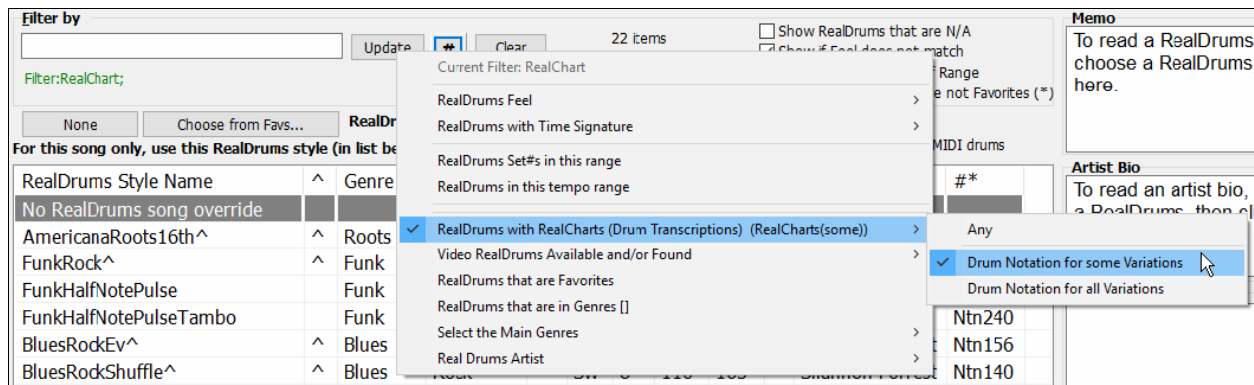 Filter by
Memo
Update # Clear 22 items
Show RealDrums that are N/A
Show if Feel does not match
Range
e not Favorites (*)
To read a RealDrums
choose a RealDrums
here.
Filter:RealChart;
Current Filter: RealChart
RealDrums Feel
RealDrums with Time Signature
RealDrums Set#s in this range
RealDrums in this tempo range
RealDrums with RealCharts (Drum Transcriptions) (RealCharts(some))
Video RealDrums Available and/or Found
RealDrums that are Favorites
RealDrums that are in Genres []
Select the Main Genres
Real Drums Artist
Any
Drum Notation for some Variations
Drum Notation for all Variations
None Choose from Favs... RealDr
For this song only, use this RealDrums style (in list be
MIDI drums
Artist Bio
To read an artist bio,
a RealDrums, then cl
RealDrums Style Name ^ Genre #*
No RealDrums song override
AmericanaRoots16th^ ^ Roots
FunkRock^ ^ Funk
FunkHalfNotePulse Funk
FunkHalfNotePulseTambo Funk Ntn240
BluesRockEv^ ^ Blues Ntn156
BluesRockShuffle^ ^ Blues Ntn140